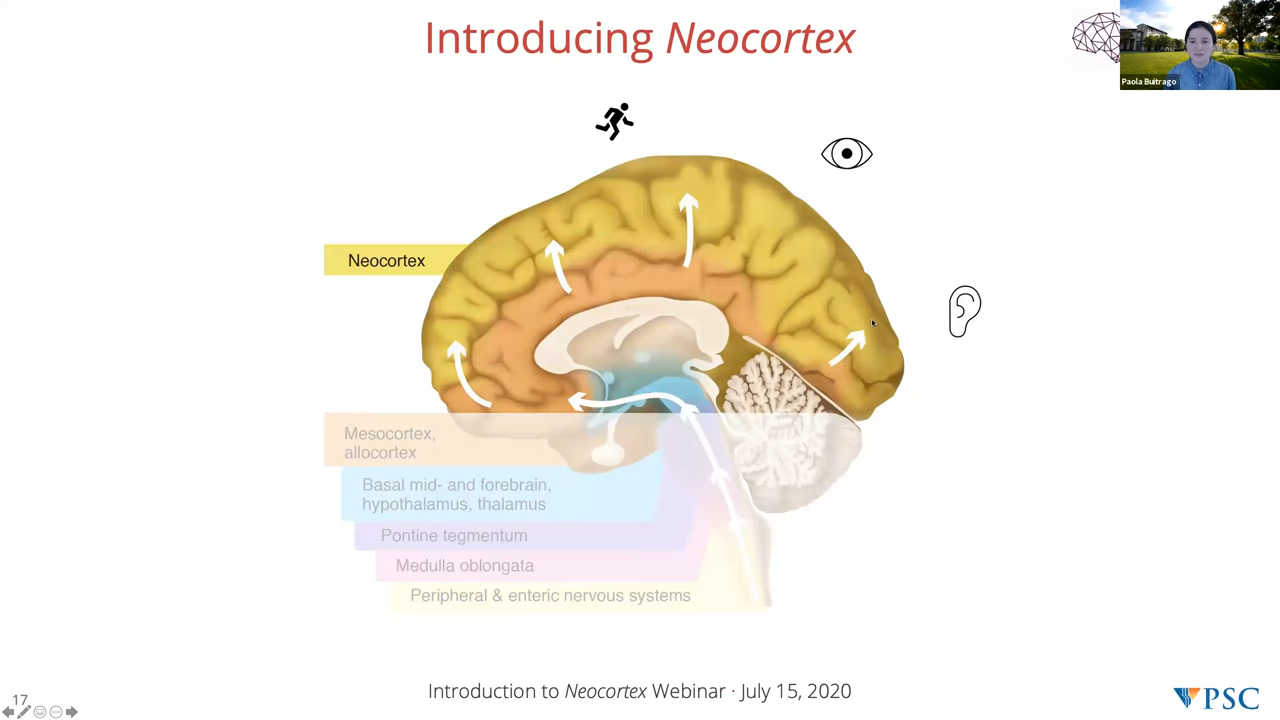 Introducing Neocortex
Paola Buitrago
Neocortex
Mesocortex,
allocortex
Basal mid- and forebrain,
hypothalamus, thalamus
Pontine tegmentum
Medulla oblongata
Peripheral & enteric nervous systems
Introduction to Neocortex Webinar · July 15, 2020
17
PSC